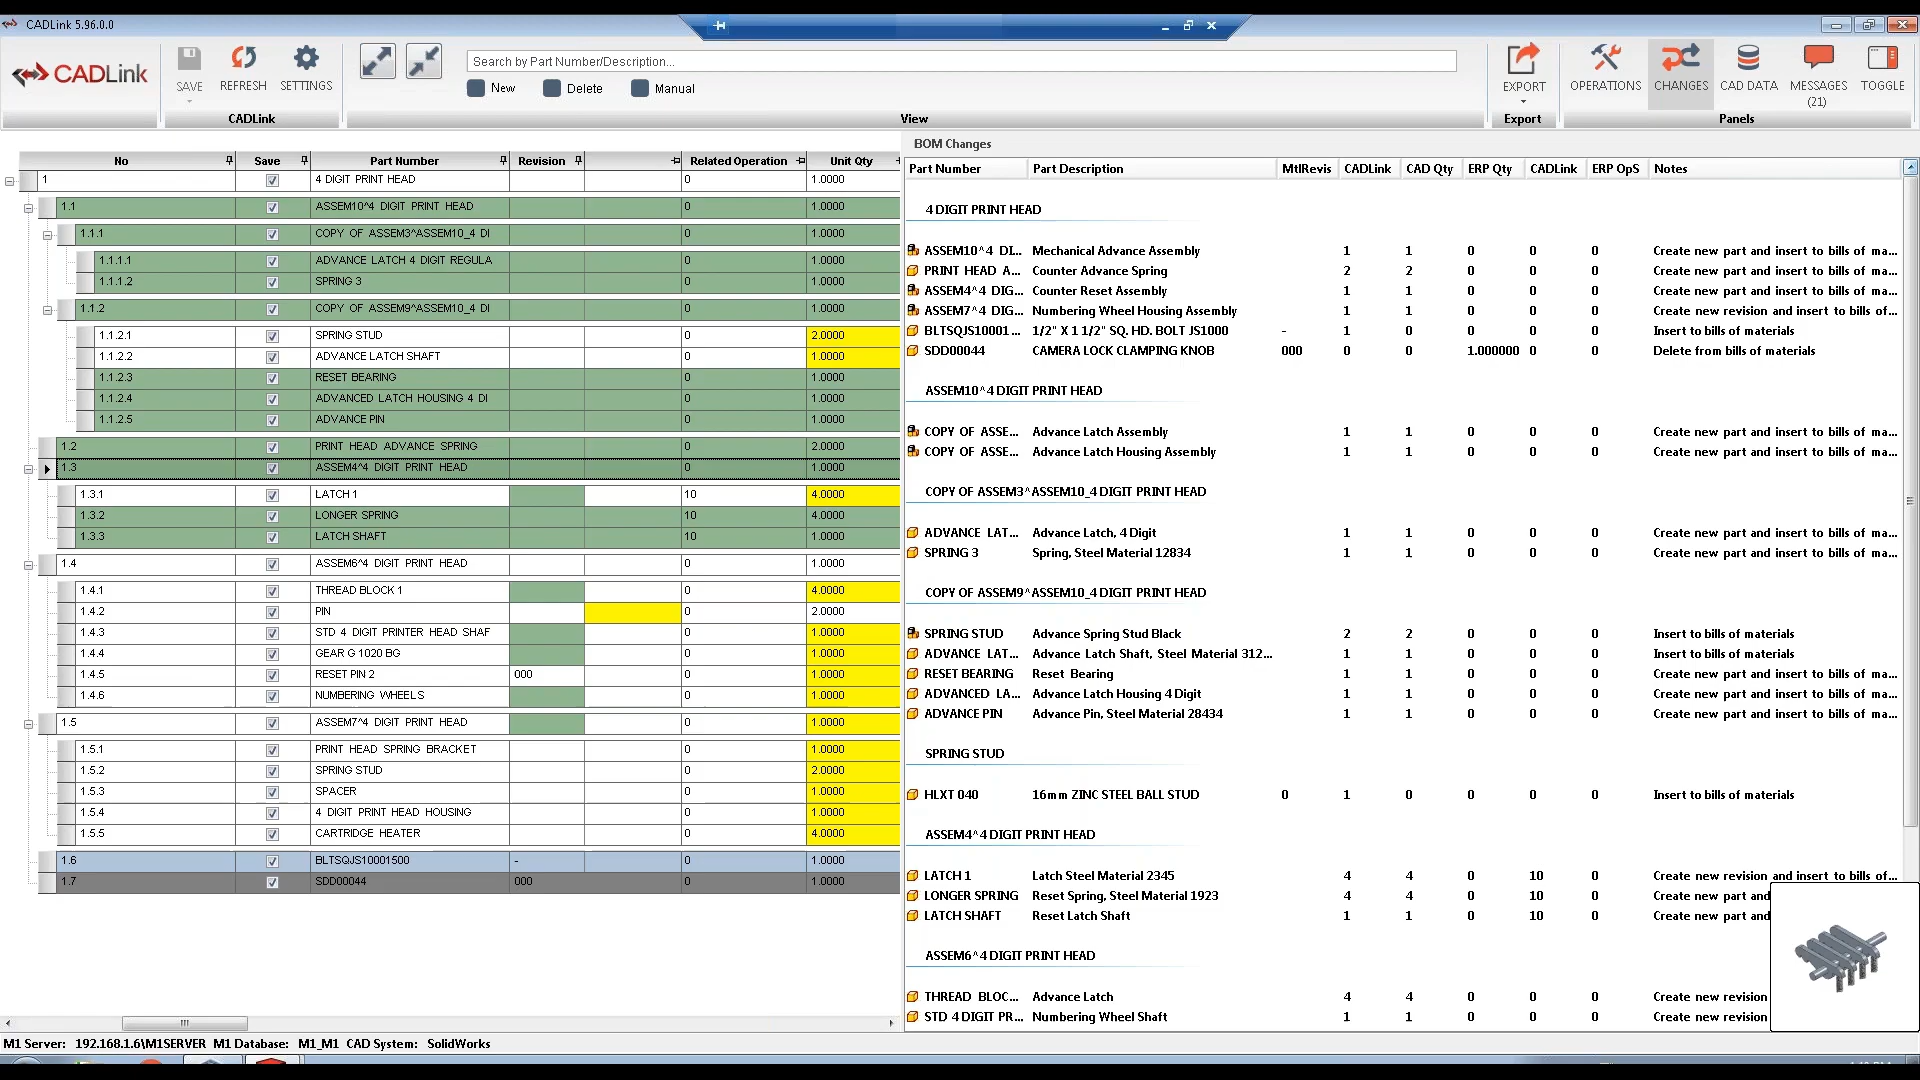 CADLink 5.96.0.0
CADLink
SAVE
REFRESH
SETTINGS
CADLink
Search by Part Number/Description...
New Delete Manual
View
EXPORT
Export
OPERATIONS
CHANGES
CAD DATA
MESSAGES (21)
TOGGLE
Panels
No Save Part Number Revision Related Operation Unit Qty
1 4 DIGIT PRINT HEAD 0 1.0000
1.1 ASSEM10^4 DIGIT PRINT HEAD 0 1.0000
1.1.1 COPY OF ASSEM3^ASSEM10_4 DI 0 1.0000
1.1.1.1 ADVANCE LATCH 4 DIGIT REGULA 0 1.0000
1.1.1.2 SPRING 3 0 1.0000
1.1.2 COPY OF ASSEM9^ASSEM10_4 DI 0 1.0000
1.1.2.1 SPRING STUD 0 2.0000
1.1.2.2 ADVANCE LATCH SHAFT 0 1.0000
1.1.2.3 RESET BEARING 0 1.0000
1.1.2.4 ADVANCED LATCH HOUSING 4 DI 0 1.0000
1.1.2.5 ADVANCE PIN 0 1.0000
1.2 PRINT HEAD ADVANCE SPRING 0 2.0000
1.3 ASSEM4^4 DIGIT PRINT HEAD 0 1.0000
1.3.1 LATCH 1 10 4.0000
1.3.2 LONGER SPRING 10 4.0000
1.3.3 LATCH SHAFT 10 1.0000
1.4 ASSEM6^4 DIGIT PRINT HEAD 0 1.0000
1.4.1 THREAD BLOCK 1 0 4.0000
1.4.2 PIN 0 2.0000
1.4.3 STD 4 DIGIT PRINTER HEAD SHAF 0 1.0000
1.4.4 GEAR G 1020 BG 0 1.0000
1.4.5 RESET PIN 2 000 0 1.0000
1.4.6 NUMBERING WHEELS 0 1.0000
1.5 ASSEM7^4 DIGIT PRINT HEAD 0 1.0000
1.5.1 PRINT HEAD SPRING BRACKET 0 1.0000
1.5.2 SPRING STUD 0 2.0000
1.5.3 SPACER 0 1.0000
1.5.4 4 DIGIT PRINT HEAD HOUSING 0 1.0000
1.5.5 CARTRIDGE HEATER 0 4.0000
1.6 BLTSQJS10001500 - 0 1.0000
1.7 SDD00044 000 0 1.0000
BOM Changes
Part Number Part Description MtlRevis CADLink CAD Qty ERP Qty CADLink ERP OpS Notes
4 DIGIT PRINT HEAD
ASSEM10^4 DI... Mechanical Advance Assembly 1 1 0 0 0 Create new part and insert to bills of ma...
PRINT HEAD A... Counter Advance Spring 2 2 0 0 0 Create new part and insert to bills of ma...
ASSEM4^4 DIG... Counter Reset Assembly 1 1 0 0 0 Create new part and insert to bills of ma...
ASSEM7^4 DIG... Numbering Wheel Housing Assembly 1 1 0 0 0 Create new revision and insert to bills of...
BLTSQJS10001... 1/2" X 1 1/2" SQ. HD. BOLT JS1000 - 1 0 0 0 0 Insert to bills of materials
SDD00044 CAMERA LOCK CLAMPING KNOB 000 0 0 1.000000 0 0 Delete from bills of materials
ASSEM10^4 DIGIT PRINT HEAD
COPY OF ASSE... Advance Latch Assembly 1 1 0 0 0 Create new part and insert to bills of ma...
COPY OF ASSE... Advance Latch Housing Assembly 1 1 0 0 0 Create new part and insert to bills of ma...
COPY OF ASSEM3^ASSEM10_4 DIGIT PRINT HEAD
ADVANCE LAT... Advance Latch, 4 Digit 1 1 0 0 0 Create new part and insert to bills of ma...
SPRING 3 Spring, Steel Material 12834 1 1 0 0 0 Create new part and insert to bills of ma...
COPY OF ASSEM9^ASSEM10_4 DIGIT PRINT HEAD
SPRING STUD Advance Spring Stud Black 2 2 0 0 0 Insert to bills of materials
ADVANCE LAT... Advance Latch Shaft, Steel Material 312... 1 1 0 0 0 Insert to bills of materials
RESET BEARING Reset Bearing 1 1 0 0 0 Create new part and insert to bills of ma...
ADVANCED LA... Advance Latch Housing 4 Digit 1 1 0 0 0 Create new part and insert to bills of ma...
ADVANCE PIN Advance Pin, Steel Material 28434 1 1 0 0 0 Create new part and insert to bills of ma...
SPRING STUD
HLXT 040 16mm ZINC STEEL BALL STUD 0 1 0 0 0 0 Insert to bills of materials
ASSEM4^4 DIGIT PRINT HEAD
LATCH 1 Latch Steel Material 2345 4 4 0 10 0 Create new revision and insert to bills of...
LONGER SPRING Reset Spring, Steel Material 1923 4 4 0 10 0 Create new part and
LATCH SHAFT Reset Latch Shaft 1 1 0 10 0 Create new part and
ASSEM6^4 DIGIT PRINT HEAD
THREAD BLOC... Advance Latch 4 4 0 0 0 Create new revision
STD 4 DIGIT PR... Numbering Wheel Shaft 1 1 0 0 0 Create new revision
M1 Server: 192.168.1.6\M1SERVER M1 Database: M1_M1 CAD System: SolidWorks